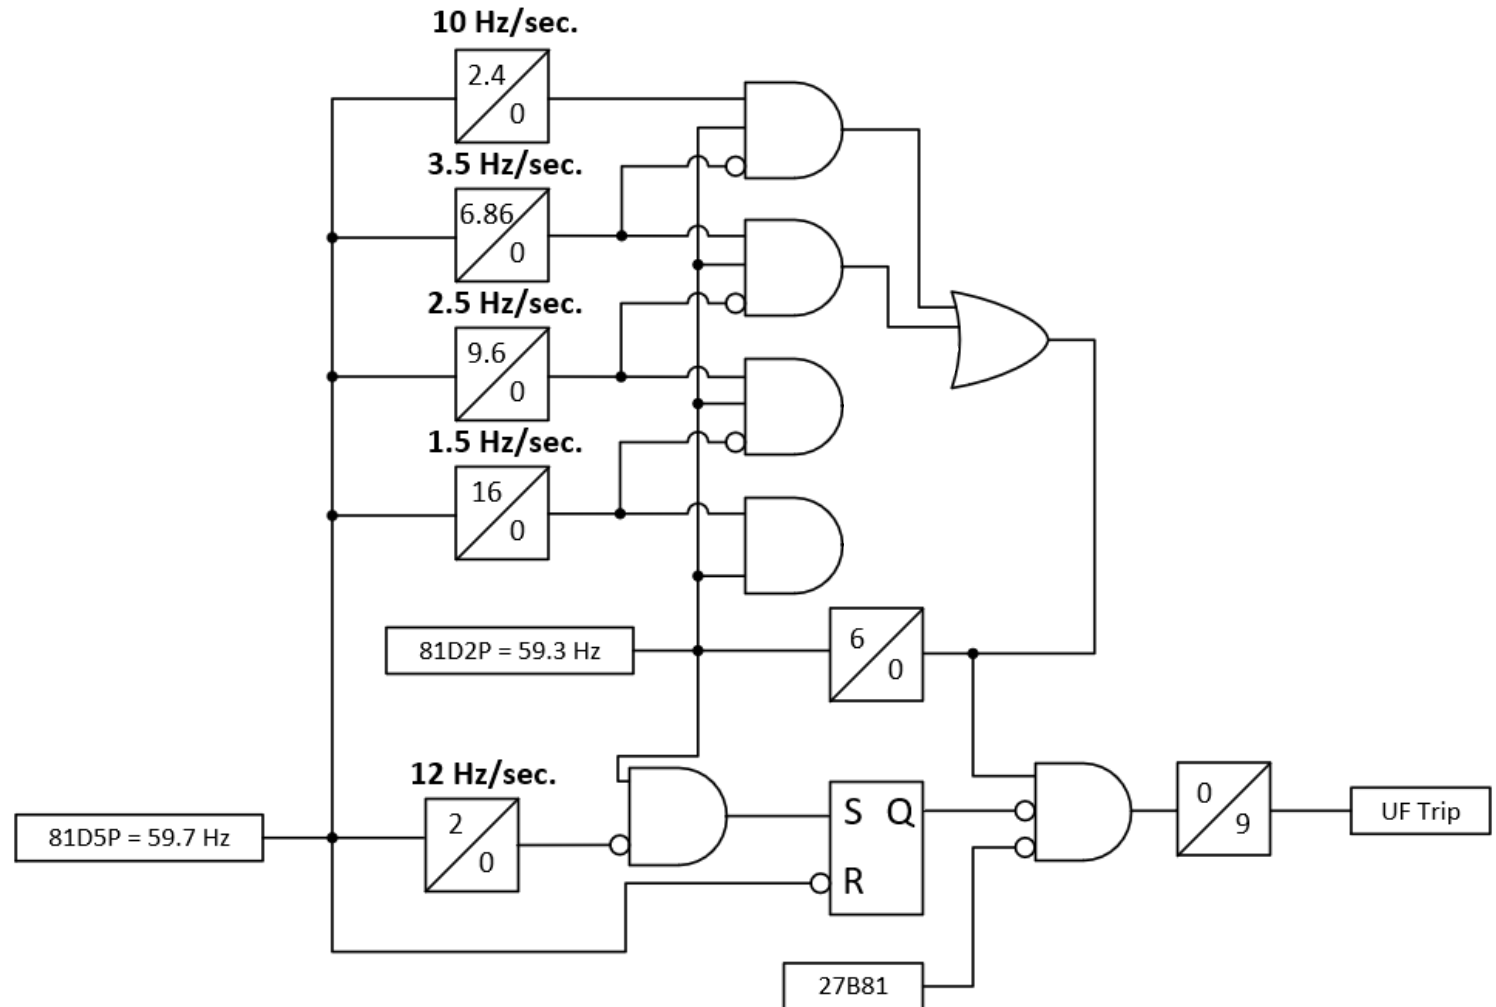 10 Hz/sec.
2.4
0
3.5 Hz/sec.
6.86
0
2.5 Hz/sec.
9.6
0
1.5 Hz/sec.
16
0
81D2P = 59.3 Hz
6
0
12 Hz/sec.
81D5P = 59.7 Hz
2
0
S Q
R
0
9
UF Trip
27B81